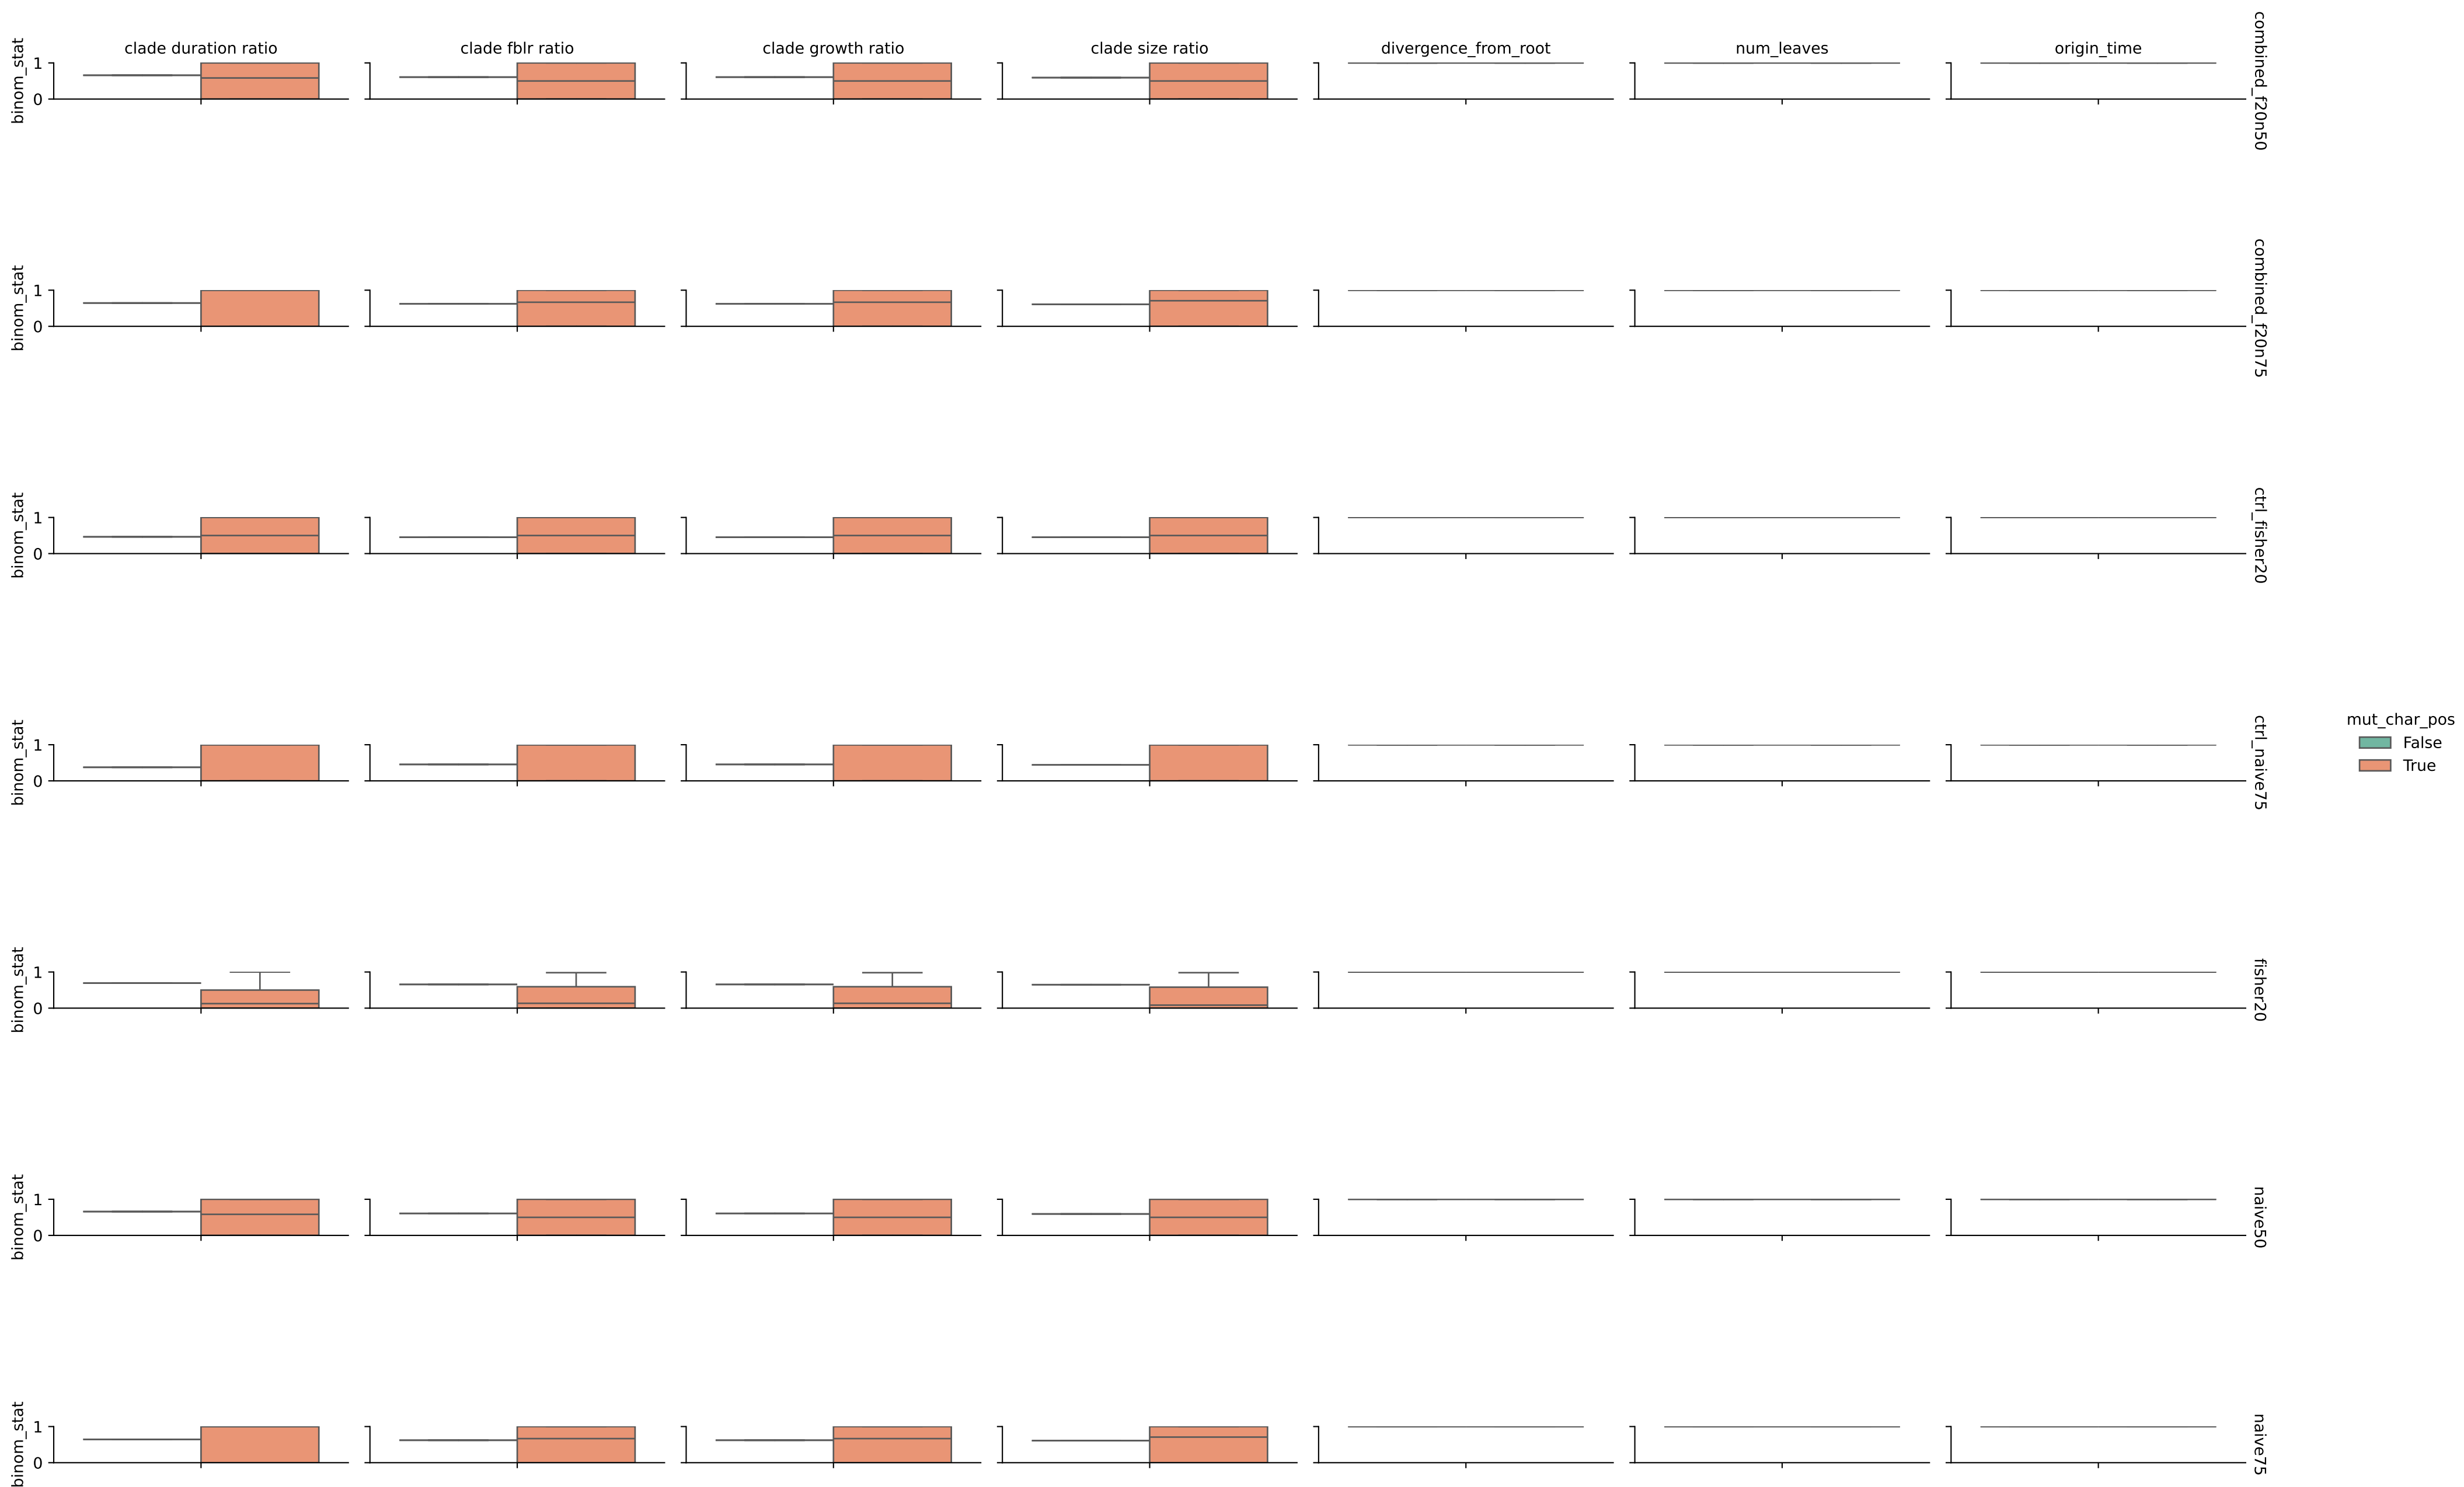 clade duration ratio
clade fblr ratio
clade growth ratio
clade size ratio
divergence_from_root
num_leaves
origin_time
binom_stat
1
0
combined_f20n50
binom_stat
1
0
combined_f20n75
binom_stat
1
0
ctrl_fisher20
binom_stat
1
0
ctrl_naive75
mut_char_pos
False
True
binom_stat
1
0
fisher20
binom_stat
1
0
naive50
binom_stat
1
0
naive75